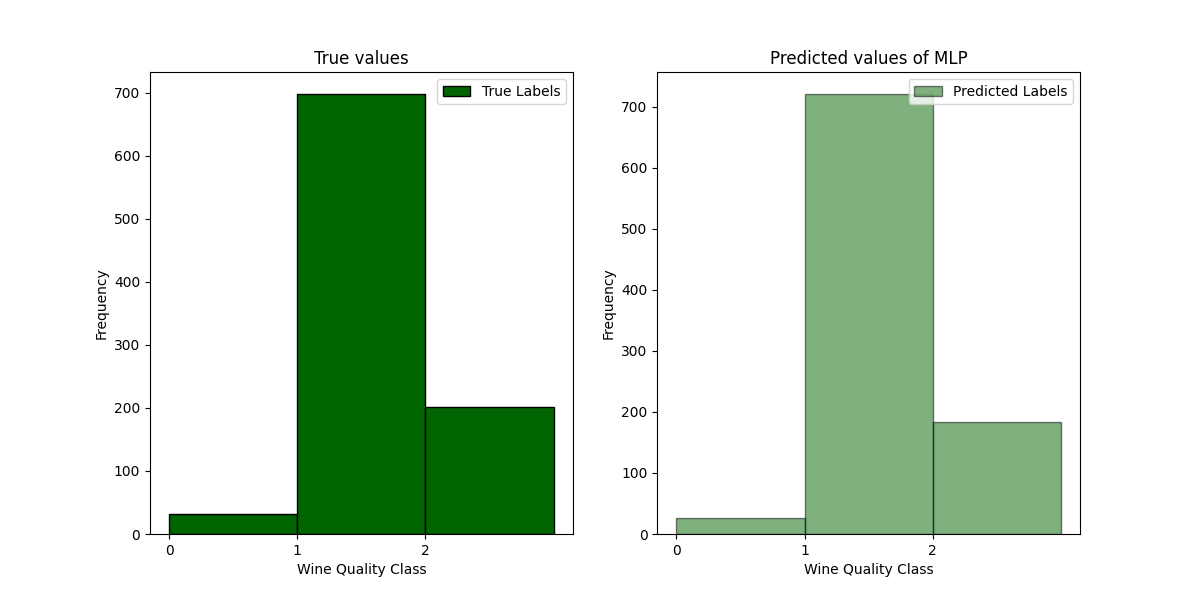 True values
True Labels
700
600
500
400
300
200
100
0
Frequency
0 1 2
Wine Quality Class
Predicted values of MLP
Predicted Labels
700
600
500
400
300
200
100
0
Frequency
0 1 2
Wine Quality Class